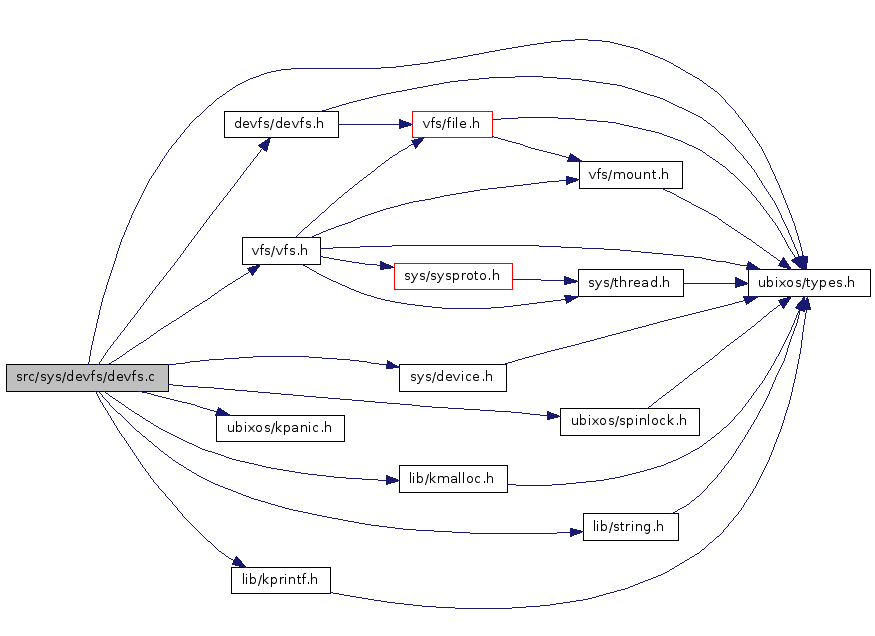 devfs/devfs.h
vfs/file.h
vfs/mount.h
vfs/vfs.h
sys/sysproto.h
sys/thread.h
ubixos/types.h
src/sys/devfs/devfs.c
sys/device.h
ubixos/kpanic.h
ubixos/spinlock.h
lib/kmalloc.h
lib/string.h
lib/kprintf.h